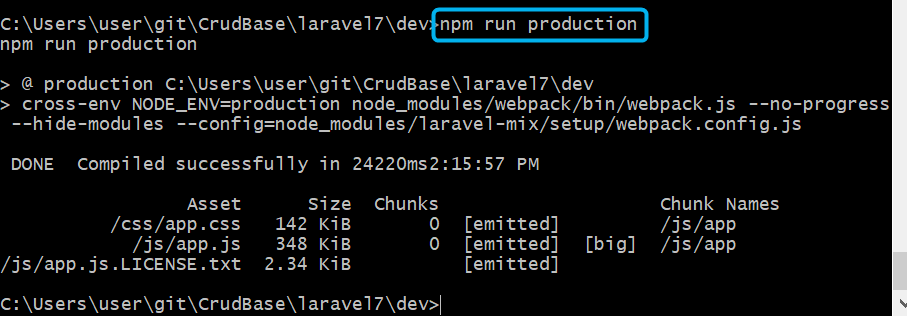 C:\Users\user\git\CrudBase\laravel7\dev>npm run production
npm run production
> @ production C:\Users\user\git\CrudBase\laravel7\dev
> cross-env NODE_ENV=production node_modules/webpack/bin/webpack.js --no-progress
--hide-modules --config=node_modules/laravel-mix/setup/webpack.config.js
DONE  Compiled successfully in 24220ms2:15:57 PM
Asset Size Chunks Chunk Names
/css/app.css 142 KiB 0 [emitted] /js/app
/js/app.js 348 KiB 0 [emitted] [big] /js/app
/js/app.js.LICENSE.txt 2.34 KiB [emitted]
C:\Users\user\git\CrudBase\laravel7\dev>